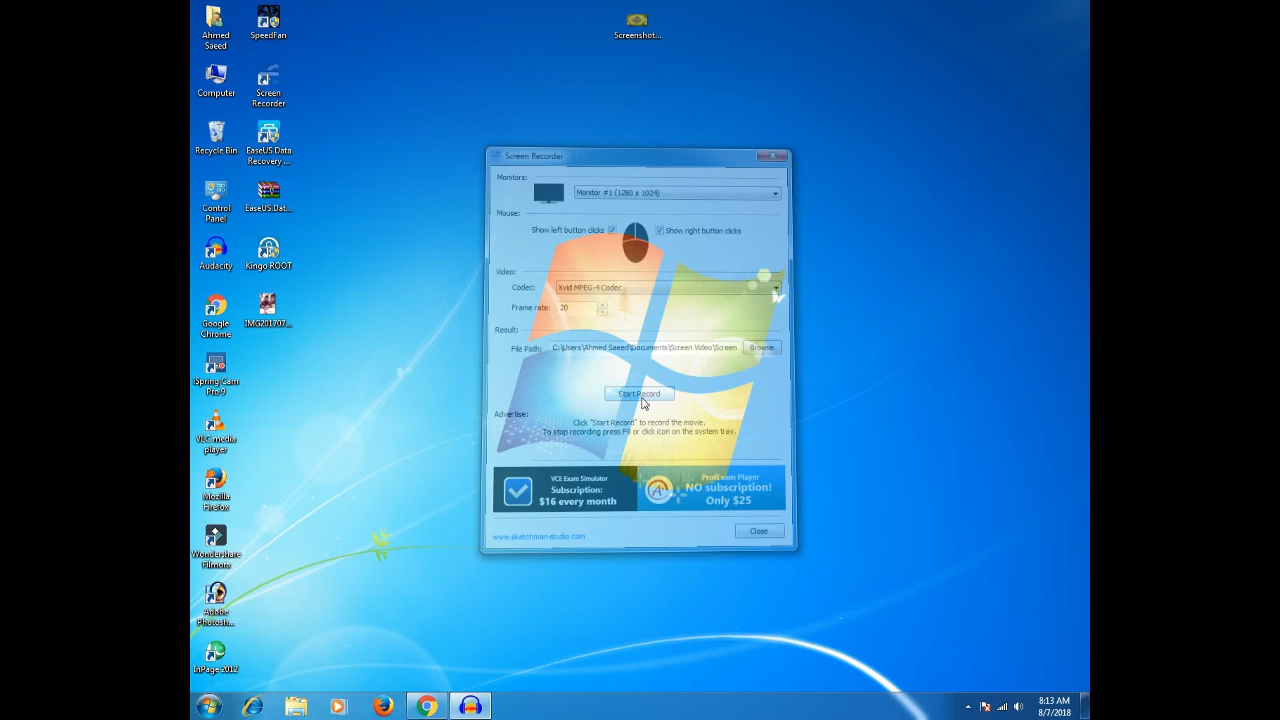 Ahmed
Saeed
SpeedFan
Screenshot...
Computer
Screen
Recorder
Recycle Bin
EaseUS Data
Recovery ...
Control
Panel
EaseUS.Dat...
Audacity
Kingo ROOT
Google
Chrome
IMG201707...
iSpring Cam
Pro 9
VLC media
player
Mozilla
Firefox
Wondershare
Filmora
Adobe
Photosh...
InPage 2012
Screen Recorder
Monitors:
Monitor #1 (1280 x 1024)
Mouse:
Show left button clicks
Show right button clicks
Video:
Codec:
Xvid MPEG-4 Codec
Frame rate:
20
Result:
File Path:
C:\Users\Ahmed Saeed\Documents\Screen Video\Screen
Browse
Start Record
Advertise:
Click "Start Record" to record the movie.
To stop recording press F9 or click icon on the system tray.
VCE Exam Simulator
Subscription:
$16 every month
ProtExam Player
NO subscription!
Only $25
www.sketchman-studio.com
Close
8:13 AM
8/7/2018